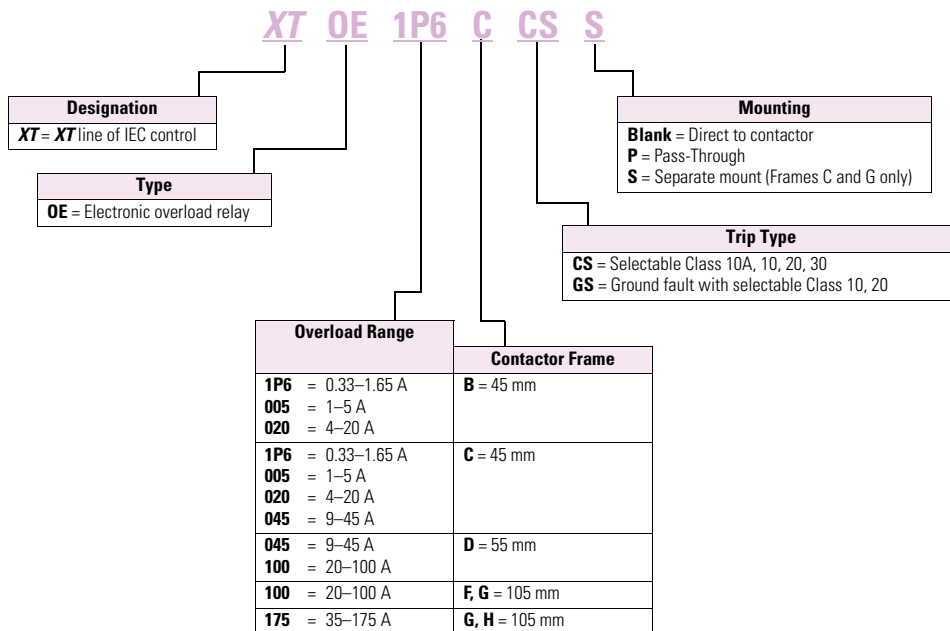 XT OE 1P6 C CS S
Designation
XT = XT line of IEC control
Type
OE = Electronic overload relay
Mounting
Blank = Direct to contactor
P = Pass-Through
S = Separate mount (Frames C and G only)
Trip Type
CS = Selectable Class 10A, 10, 20, 30
GS = Ground fault with selectable Class 10, 20
Overload Range
Contactor Frame
1P6 = 0.33–1.65 A B = 45 mm
005 = 1–5 A
020 = 4–20 A
1P6 = 0.33–1.65 A C = 45 mm
005 = 1–5 A
020 = 4–20 A
045 = 9–45 A
045 = 9–45 A D = 55 mm
100 = 20–100 A
100 = 20–100 A F, G = 105 mm
175 = 35–175 A G, H = 105 mm